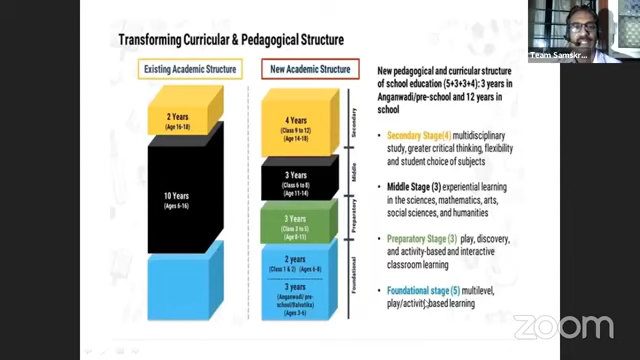 Transforming Curricular & Pedagogical Structure
Existing Academic Structure
New Academic Structure
2 Years
(Age 16-18)
10 Years
(Ages 6-16)
4 Years
(Class 9 to 12)
(Age 14-18)
Secondary
3 Years
(Class 6 to 8)
(Age 11-14)
Middle
3 Years
(Class 3 to 5)
(Age 8-11)
Preparatory
2 years
(Class 1 & 2) (Ages 6-8)
3 Years
(Anganwadi/ pre-
school/Balvatika)
(Ages 3-6)
Foundational
New pedagogical and curricular structure
of school education (5+3+3+4): 3 years in
Anganwadi/pre-school and 12 years in
school
• Secondary Stage(4) multidisciplinary
study, greater critical thinking, flexibility
and student choice of subjects
• Middle Stage (3) experiential learning
in the sciences, mathematics, arts,
social sciences, and humanities
• Preparatory Stage (3) play, discovery,
and activity-based and interactive
classroom learning
• Foundational stage (5) multilevel,
play/activity-based learning
Team Samskr...
zoom